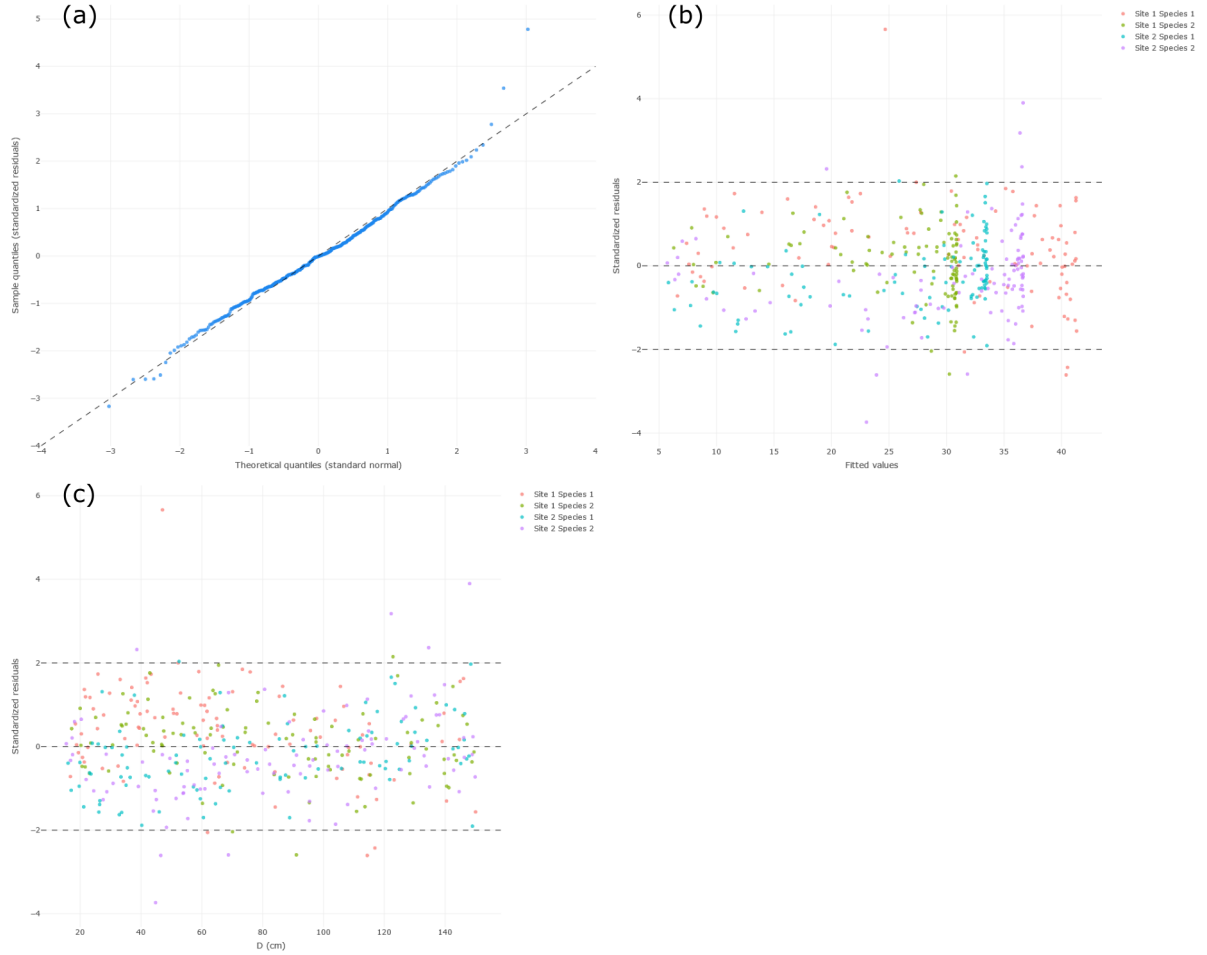 (a)
5
4
3
2
1
0
−1
−2
−3
−4
Sample quantiles (standardized residuals)
−4
−3
−2
−1
0
1
2
3
4
Theoretical quantiles (standard normal)
(b)
6
4
2
0
−2
−4
Standardized residuals
5
10
15
20
25
30
35
40
Fitted values
Site 1 Species 1
Site 1 Species 2
Site 2 Species 1
Site 2 Species 2
(c)
6
4
2
0
−2
−4
Standardized residuals
20
40
60
80
100
120
140
D (cm)
Site 1 Species 1
Site 1 Species 2
Site 2 Species 1
Site 2 Species 2